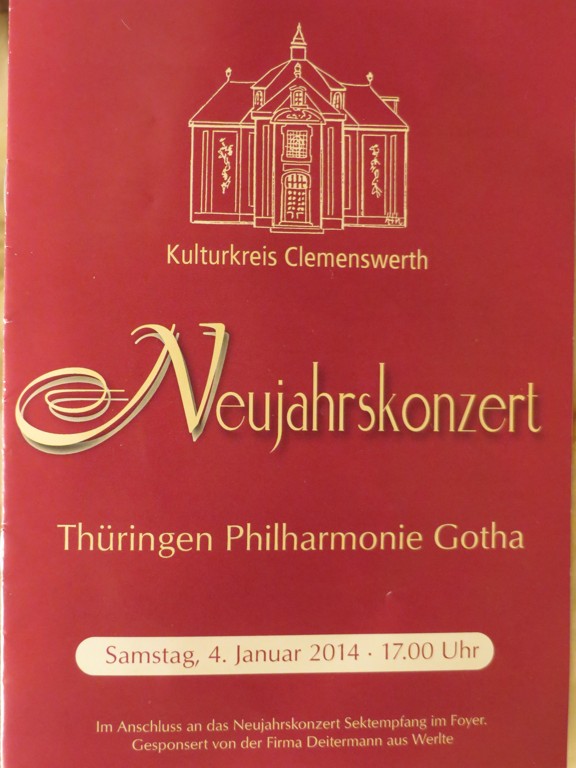 Kulturkreis Clemenswerth
Neujahrskonzert
Thüringen Philharmonie Gotha
Samstag, 4. Januar 2014 · 17.00 Uhr
Im Anschluss an das Neujahrskonzert Sektempfang im Foyer.
Gesponsert von der Firma Deitermann aus Werlte